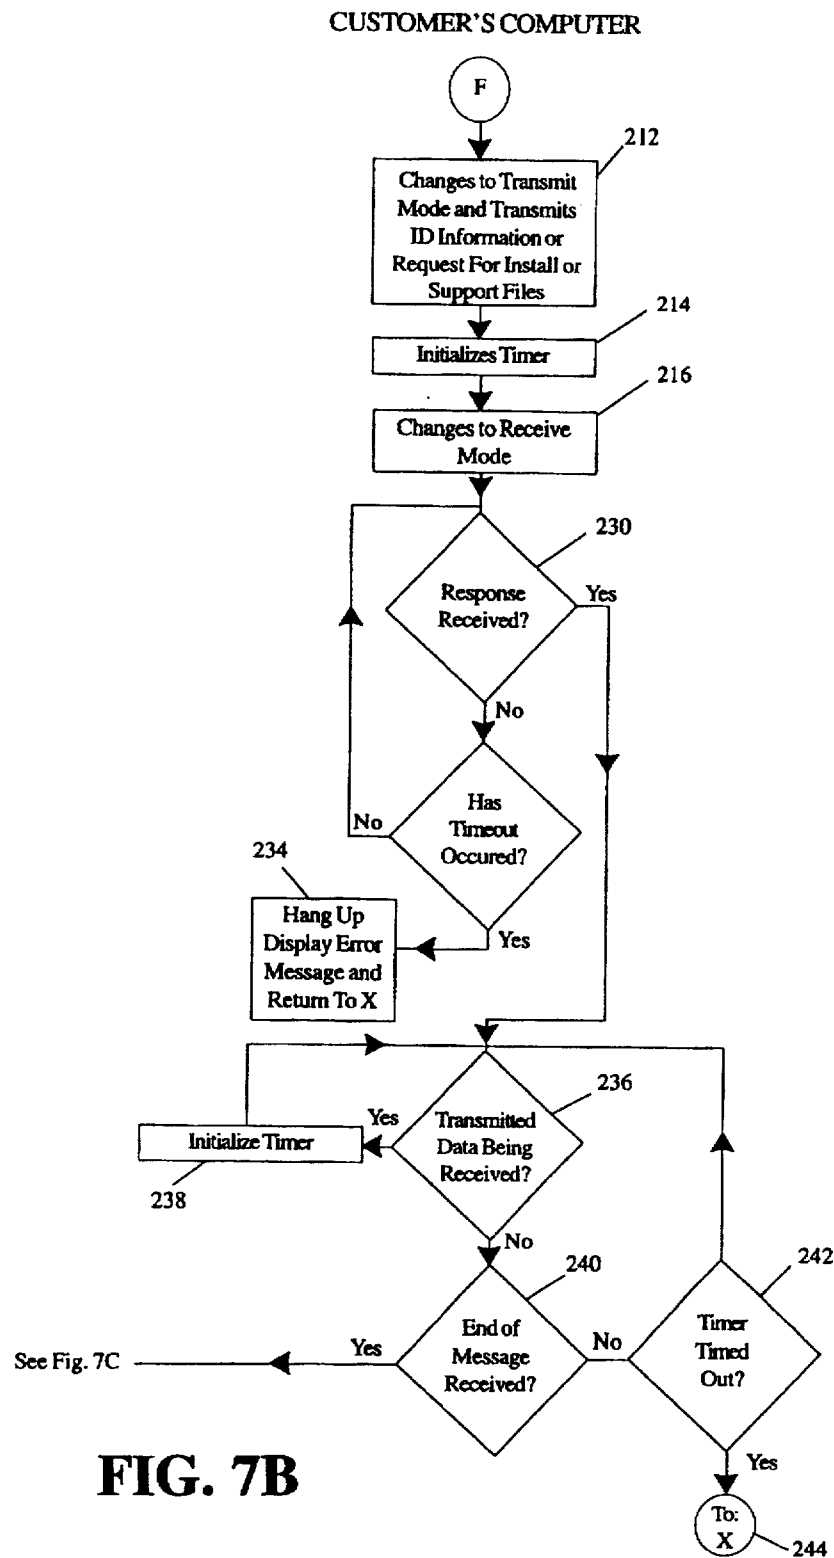 CUSTOMER'S COMPUTER
F
212
Changes to Transmit
Mode and Transmits
ID Information or
Request For Install or
Support Files
214
Initializes Timer
216
Changes to Receive
Mode
230
Response
Received?
Yes
No
Has
Timeout
Occured?
No
234
Yes
Hang Up
Display Error
Message and
Return To X
236
Transmitted
Data Being
Received?
Yes
Initialize Timer
238
No
240
242
End of
Message
Received?
Yes
No
Timer
Timed
Out?
See Fig. 7C
Yes
FIG. 7B
To:
X
244